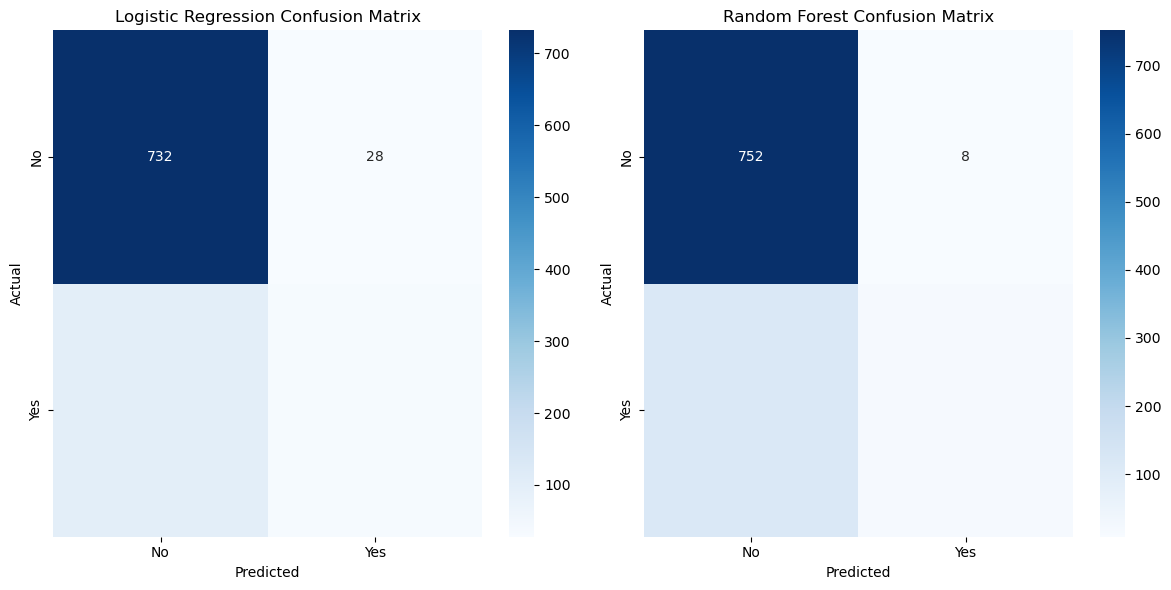 Logistic Regression Confusion Matrix
No
Yes
Actual
732
28
No
Yes
Predicted
700
600
500
400
300
200
100
Random Forest Confusion Matrix
No
Yes
Actual
752
8
No
Yes
Predicted
700
600
500
400
300
200
100